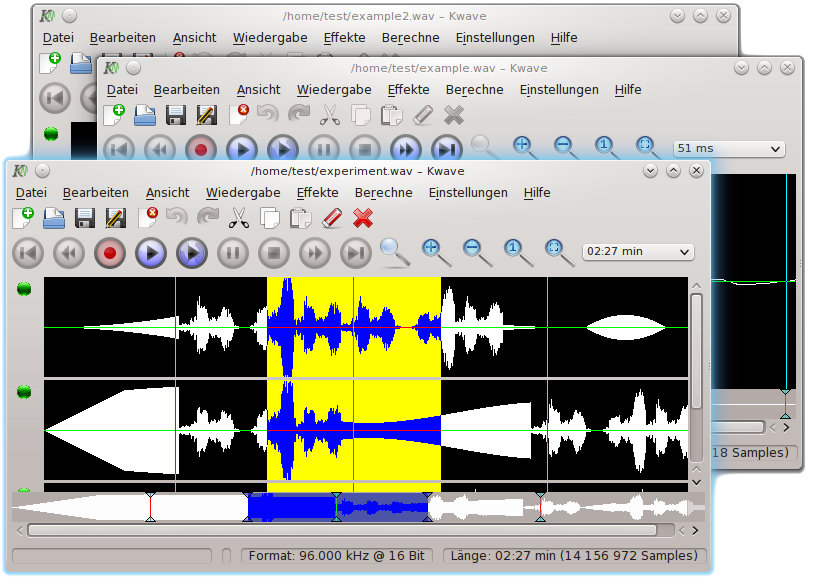 /home/test/example2.wav – Kwave
Datei Bearbeiten Ansicht Wiedergabe Effekte Berechne Einstellungen Hilfe
/home/test/example.wav – Kwave
Datei Bearbeiten Ansicht Wiedergabe Effekte Berechne Einstellungen Hilfe
51 ms
18 Samples)
/home/test/experiment.wav – Kwave
Datei Bearbeiten Ansicht Wiedergabe Effekte Berechne Einstellungen Hilfe
02:27 min
Format: 96.000 kHz @ 16 Bit
Länge: 02:27 min (14 156 972 Samples)